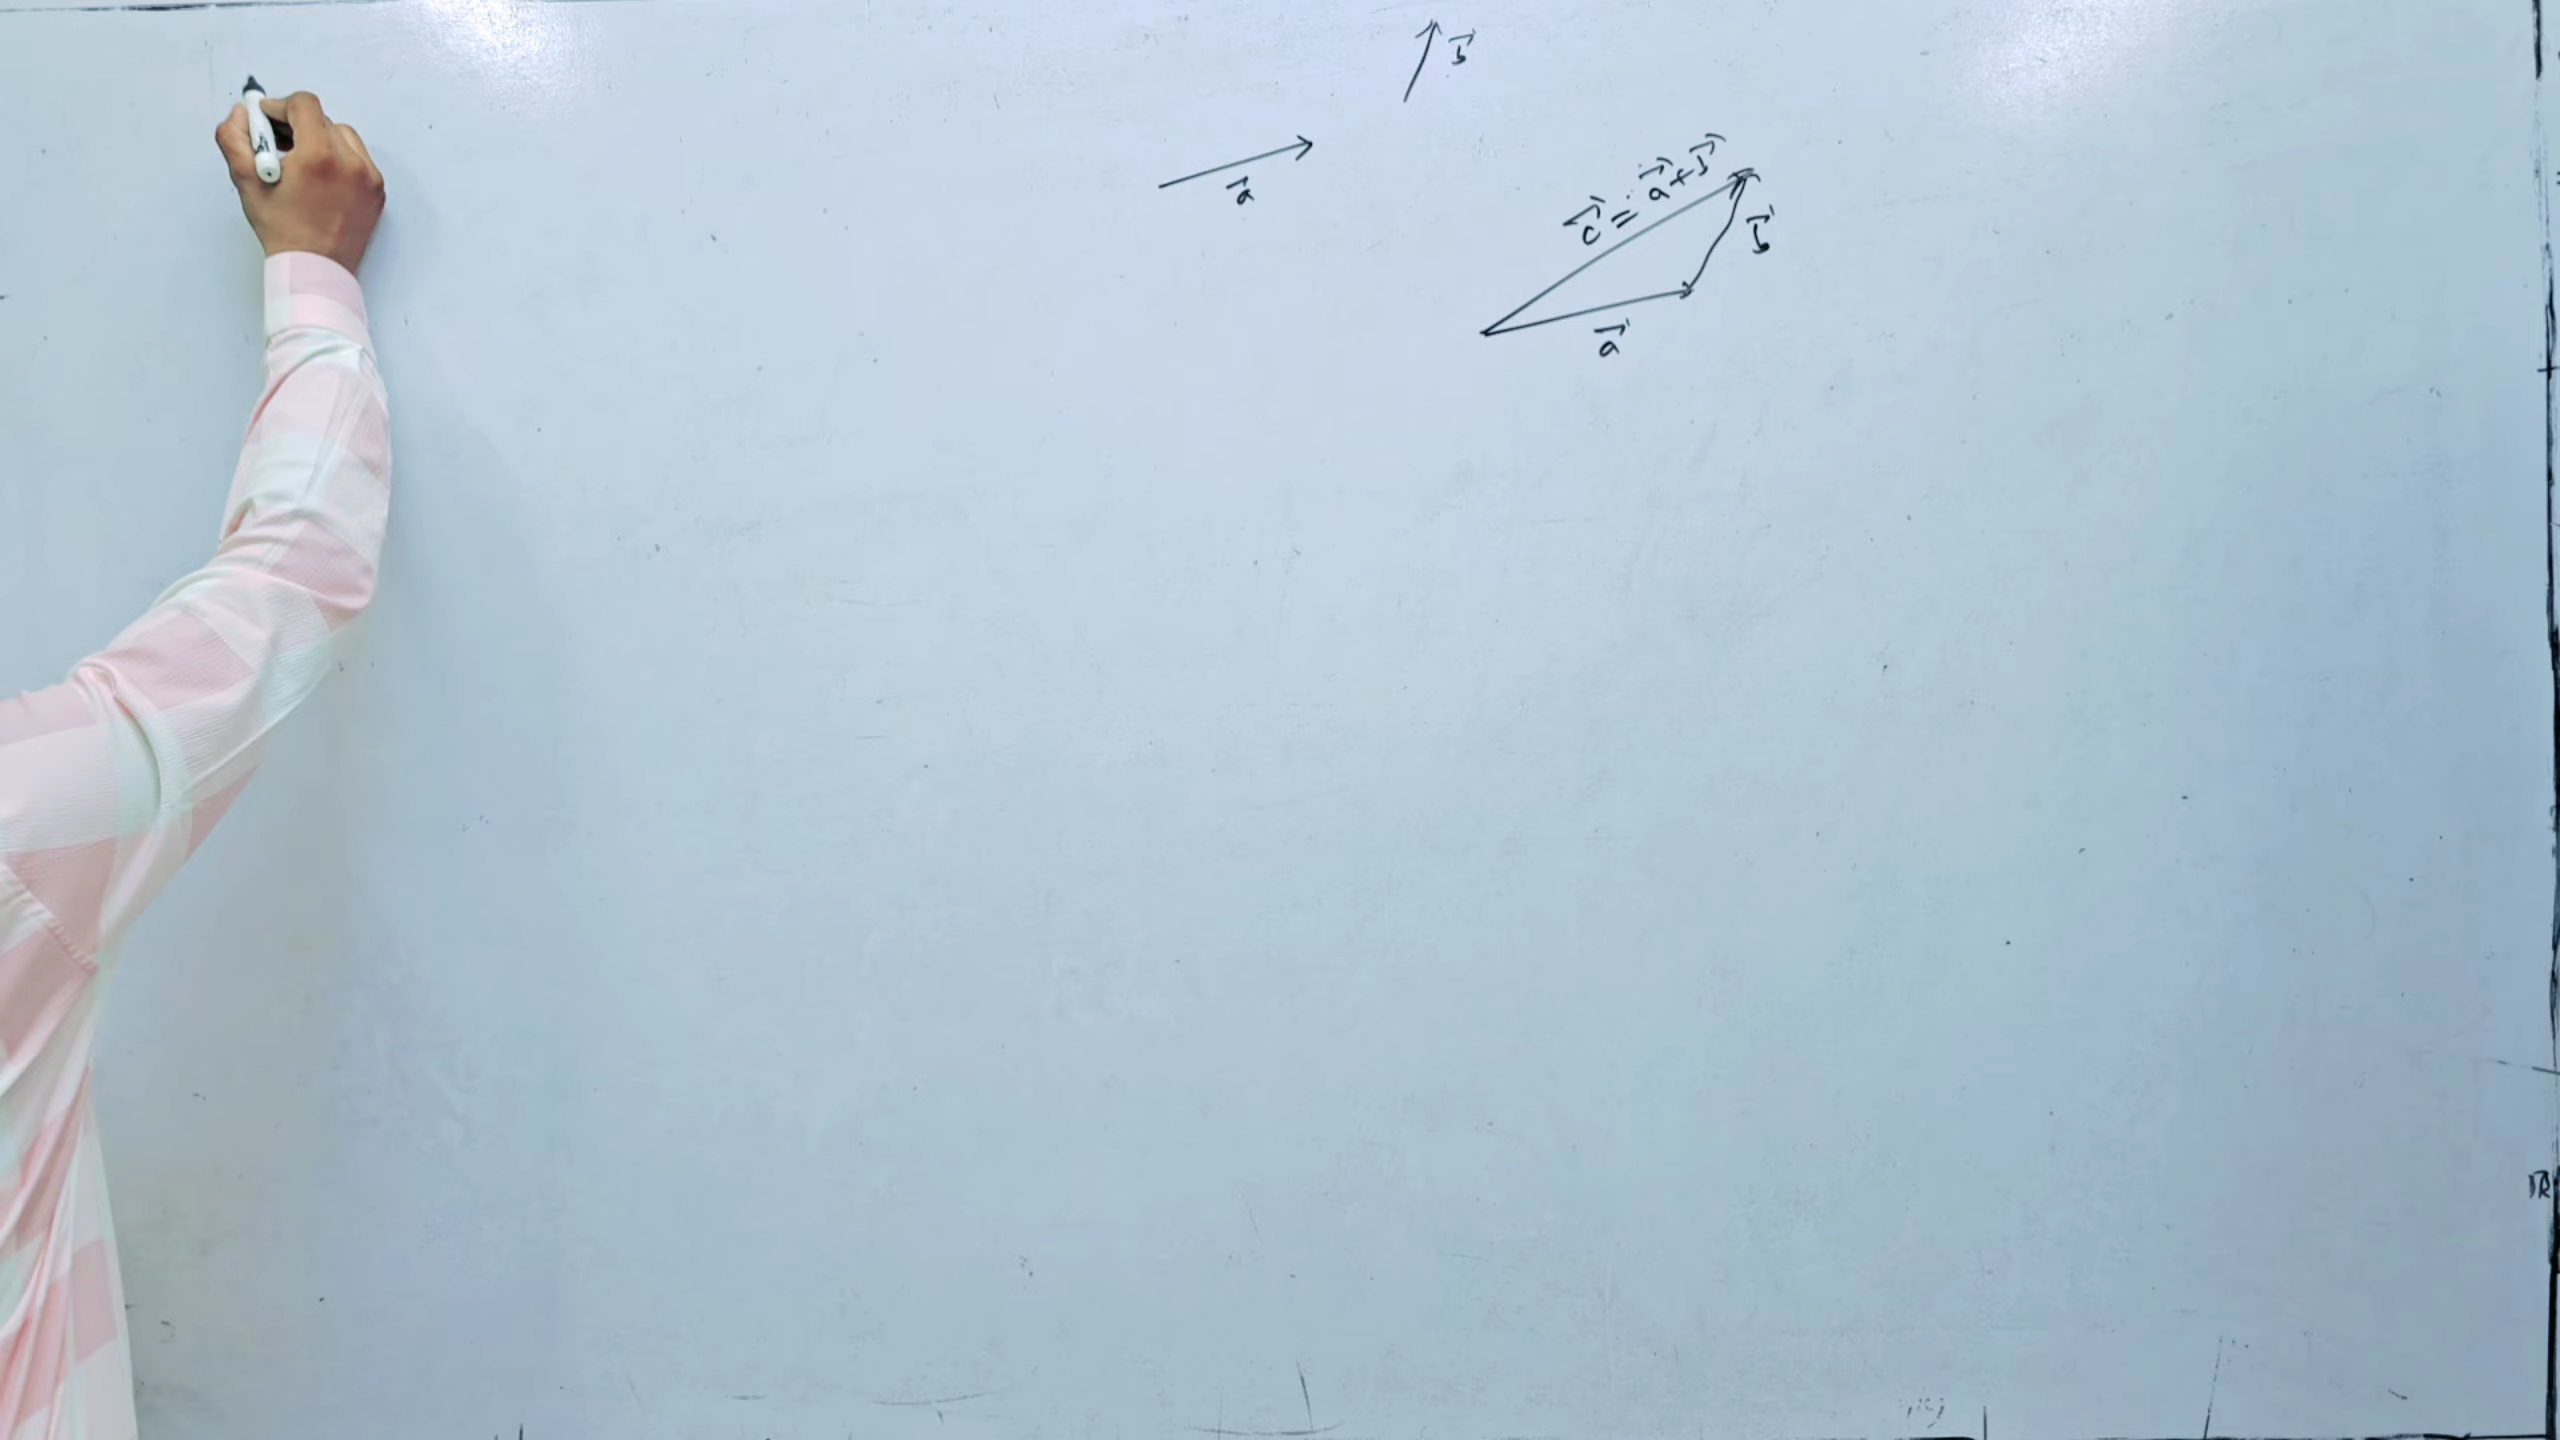 b⃗
a⃗
c⃗ = a⃗ + b⃗
b⃗
a⃗